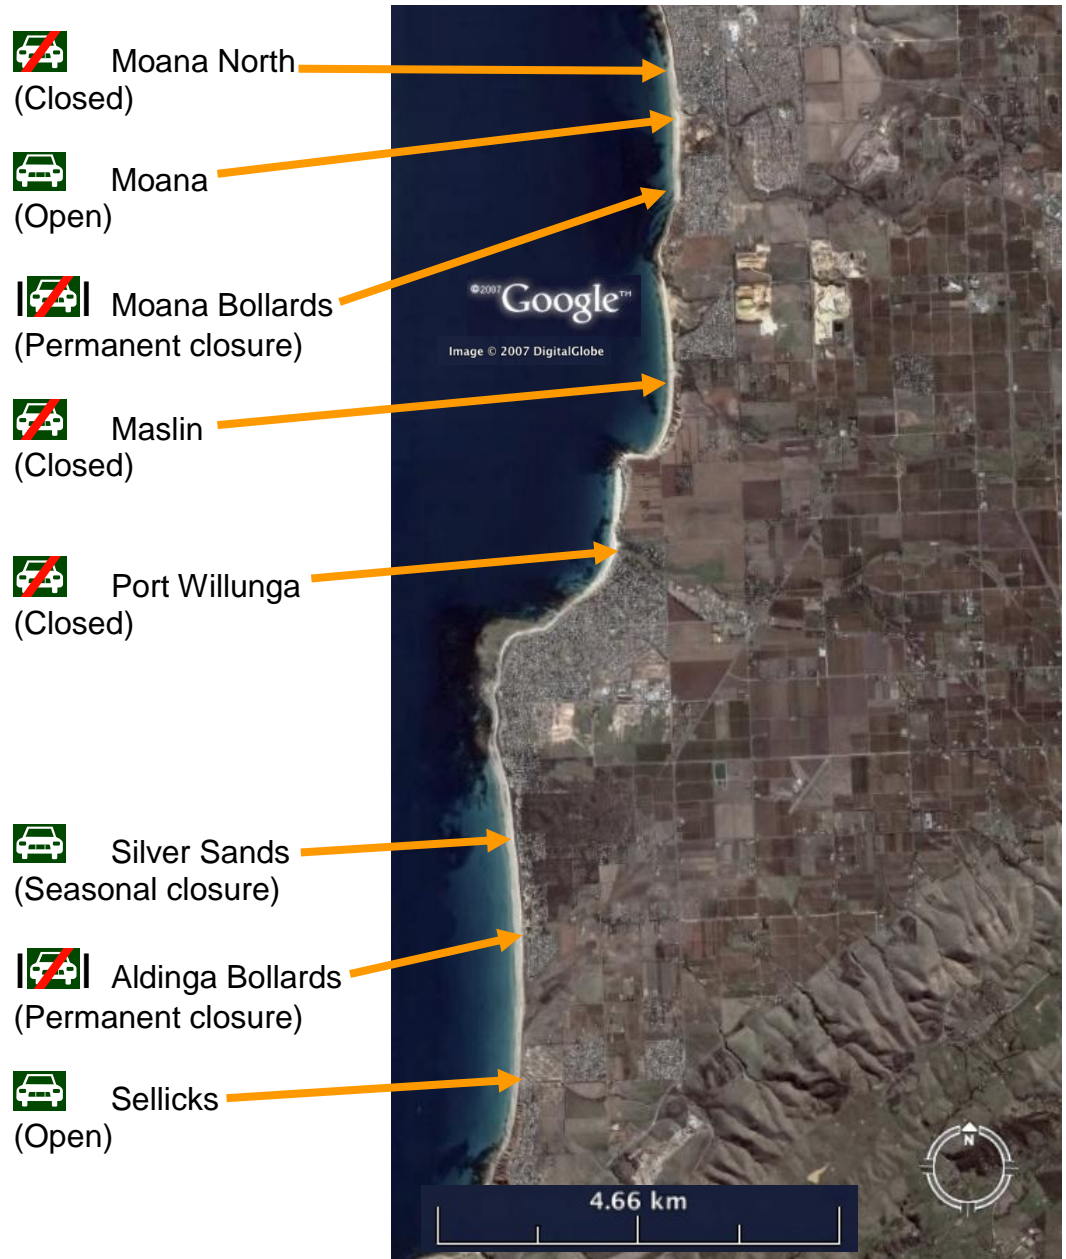 Moana North
(Closed)
Moana
(Open)
Moana Bollards
(Permanent closure)
©2007 Google™
Image © 2007 DigitalGlobe
Maslin
(Closed)
Port Willunga
(Closed)
Silver Sands
(Seasonal closure)
Aldinga Bollards
(Permanent closure)
Sellicks
(Open)
N
4.66 km